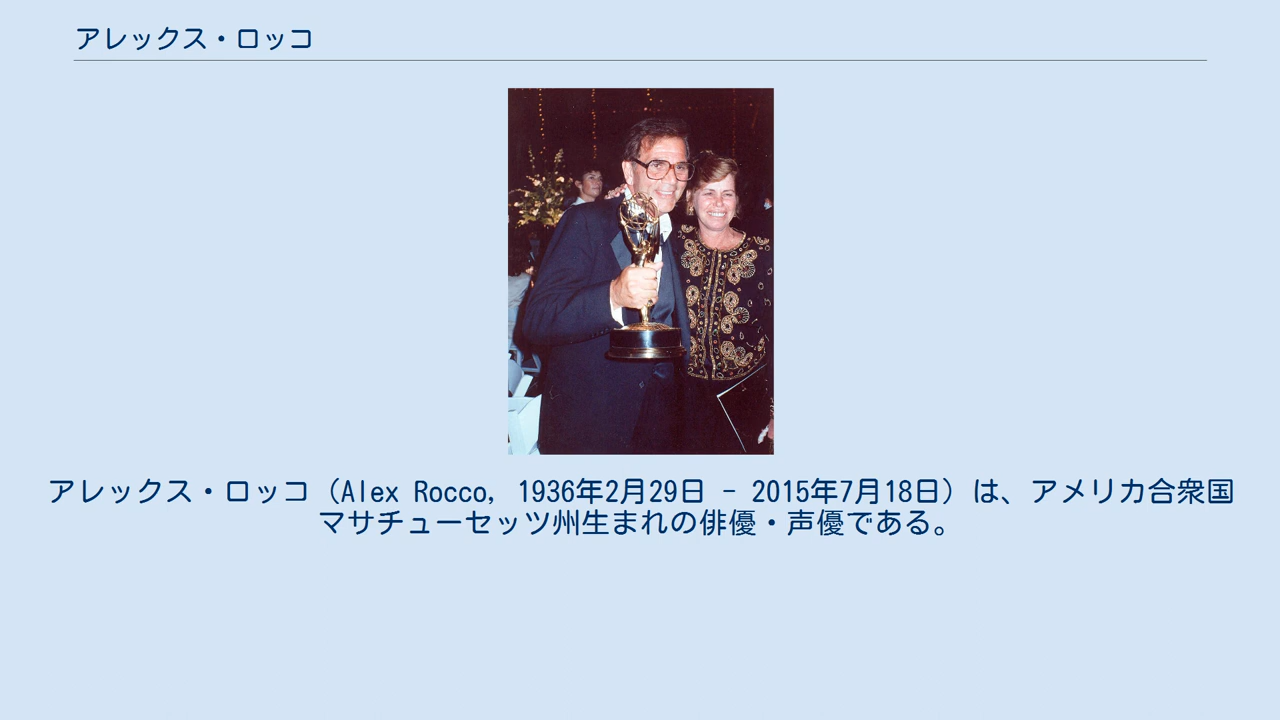 アレックス・ロッコ
アレックス・ロッコ（Alex Rocco, 1936年2月29日 - 2015年7月18日）は、アメリカ合衆国
マサチューセッツ州生まれの俳優・声優である。